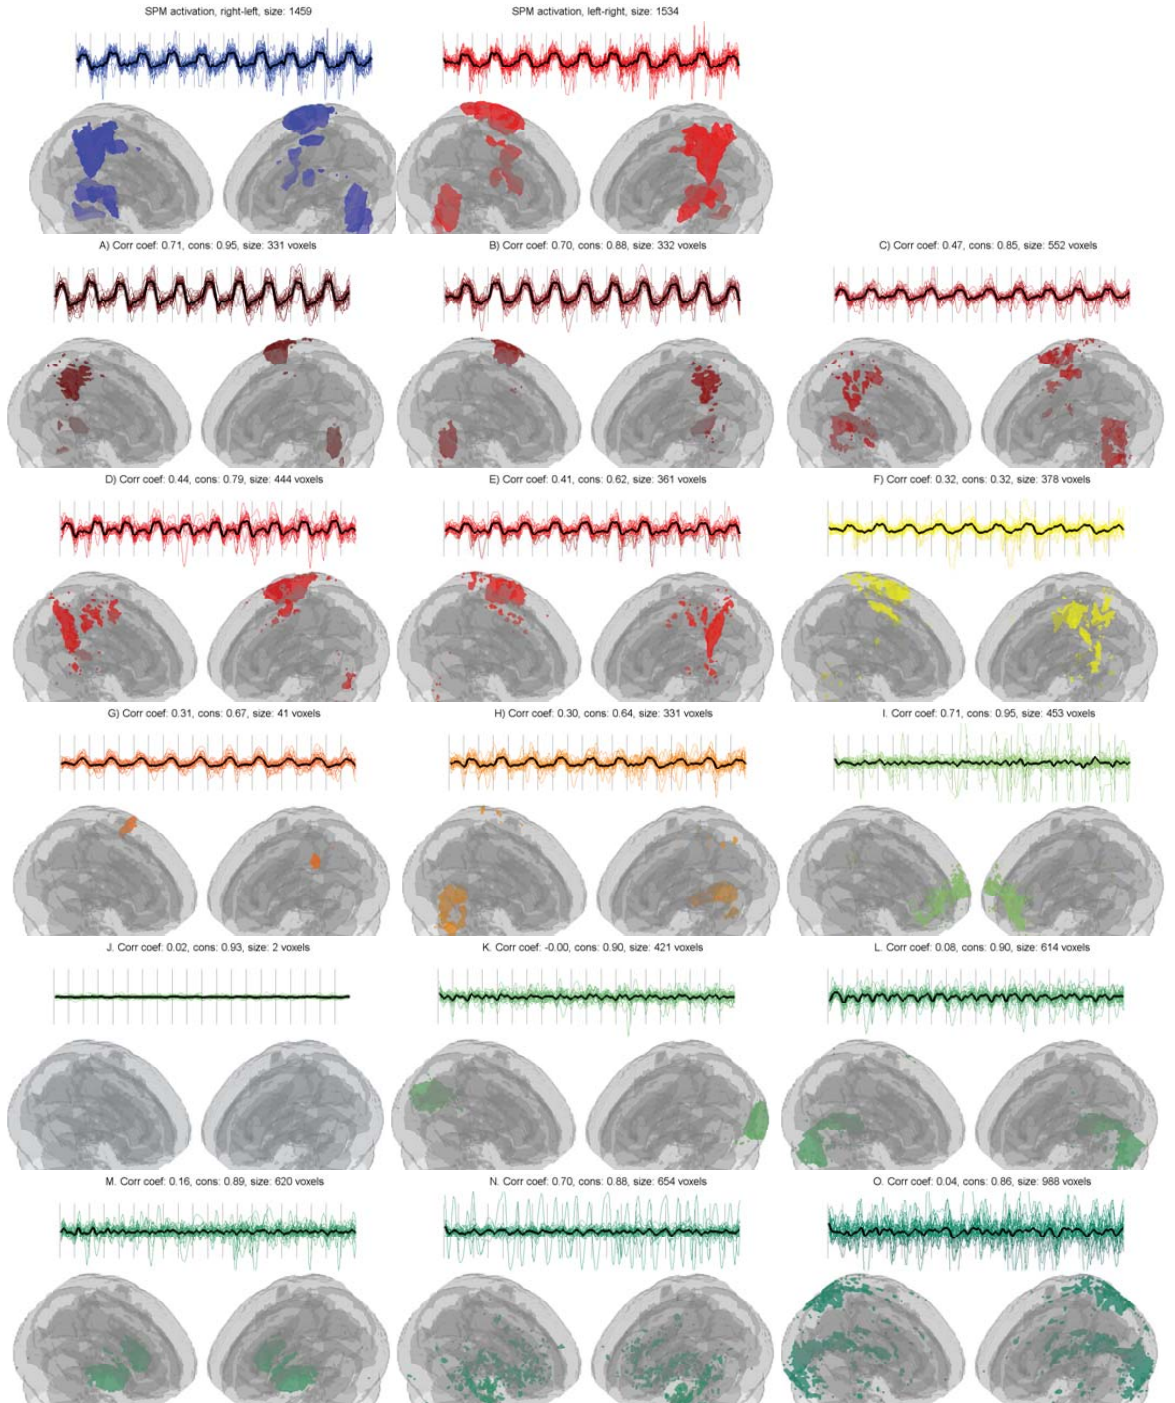 SPM activation, right-left, size: 1459
SPM activation, left-right, size: 1534
A) Corr coef: 0.71, cons: 0.95, size: 331 voxels
B) Corr coef: 0.70, cons: 0.88, size: 332 voxels
C) Corr coef: 0.47, cons: 0.85, size: 552 voxels
D) Corr coef: 0.44, cons: 0.79, size: 444 voxels
E) Corr coef: 0.41, cons: 0.62, size: 361 voxels
F) Corr coef: 0.32, cons: 0.32, size: 378 voxels
G) Corr coef: 0.31, cons: 0.67, size: 41 voxels
H) Corr coef: 0.30, cons: 0.64, size: 331 voxels
I. Corr coef: 0.71, cons: 0.95, size: 453 voxels
J. Corr coef: 0.02, cons: 0.93, size: 2 voxels
K. Corr coef: -0.00, cons: 0.90, size: 421 voxels
L. Corr coef: 0.08, cons: 0.90, size: 614 voxels
M. Corr coef: 0.16, cons: 0.89, size: 620 voxels
N. Corr coef: 0.70, cons: 0.88, size: 654 voxels
O. Corr coef: 0.04, cons: 0.86, size: 988 voxels